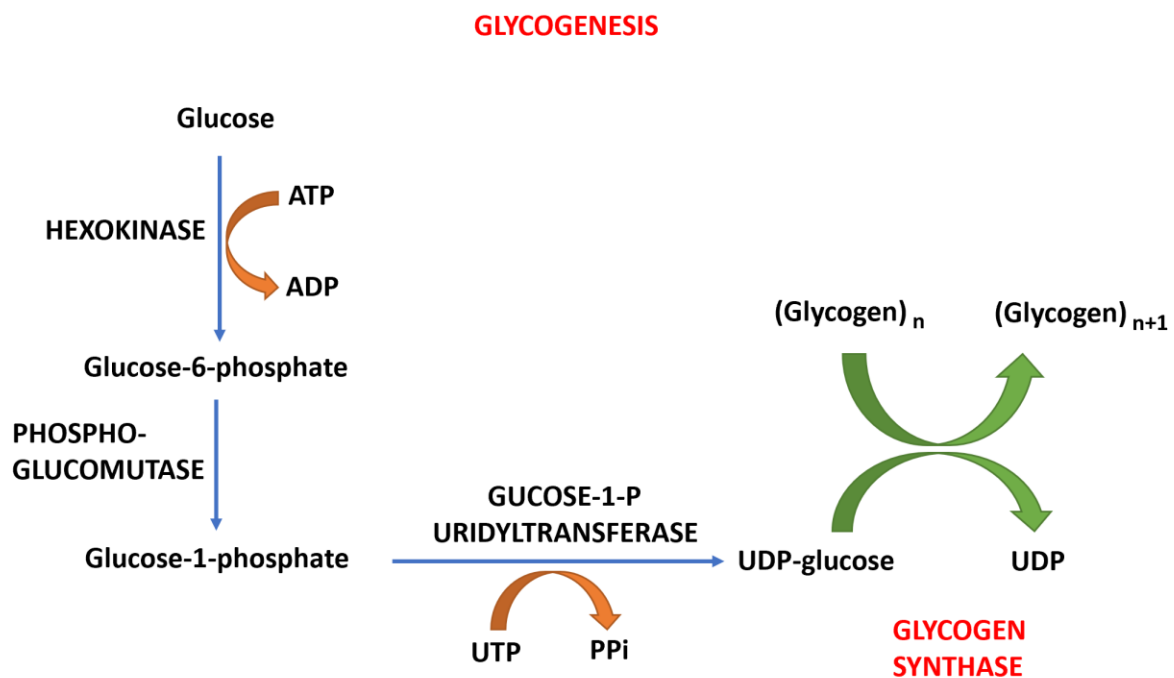 GLYCOGENESIS
Glucose
HEXOKINASE
ATP
ADP
Glucose-6-phosphate
PHOSPHO-
GLUCOMUTASE
Glucose-1-phosphate
GUCOSE-1-P
URIDYLTRANSFERASE
UTP
PPi
(Glycogen) n
(Glycogen) n+1
UDP-glucose
UDP
GLYCOGEN
SYNTHASE